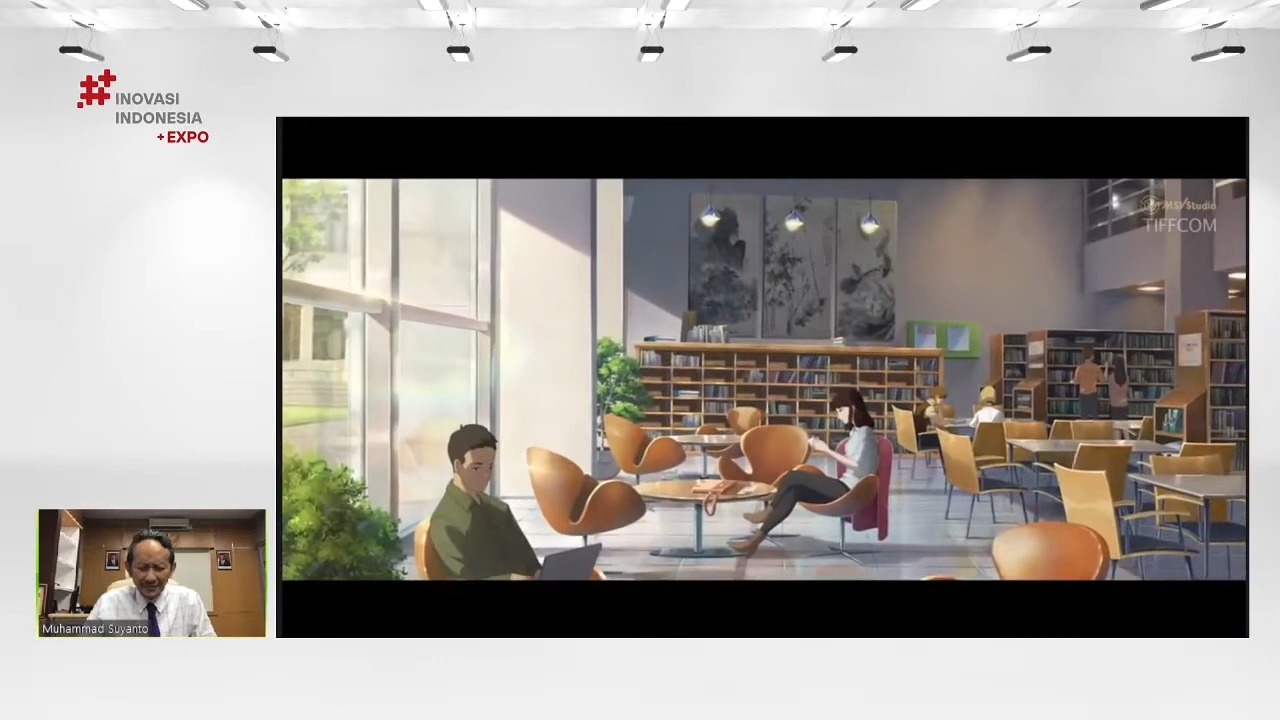 INOVASI
INDONESIA
+EXPO
MSV Studio
TIFFCOM
Muhammad Suyanto